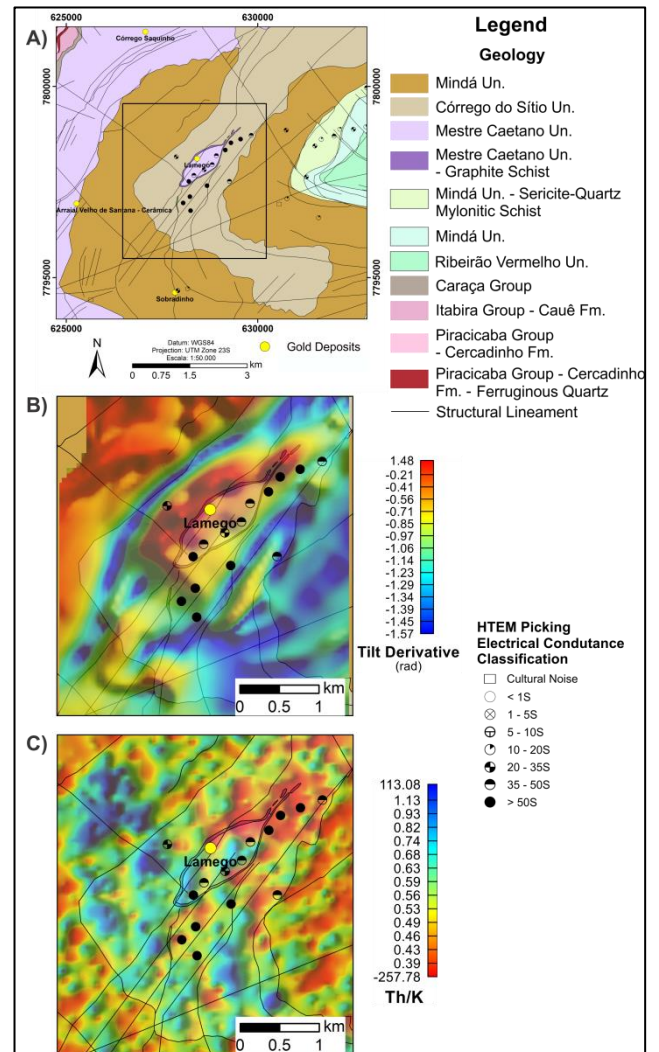 625000
630000
Legend
A)
Córrego Saquinho
Geology
7800000
7800000
Mindá Un.
Córrego do Sítio Un.
Mestre Caetano Un.
Mestre Caetano Un.
- Graphite Schist
Lamego
Mindá Un. - Sericite-Quartz
Mylonitic Schist
Arraial Velho de Santana - Cerâmica
Mindá Un.
Ribeirão Vermelho Un.
Caraça Group
7795000
7795000
Sobradinho
Itabira Group - Cauê Fm.
625000
630000
Piracicaba Group
- Cercadinho Fm.
N
Datum: WGS84
Projection: UTM Zone 23S
Escala: 1:50.000
Gold Deposits
km
0 0.75 1.5 3
Piracicaba Group - Cercadinho
Fm. - Ferruginous Quartz
Structural Lineament
B)
Lamego
1.48
-0.21
-0.41
-0.56
-0.71
-0.85
-0.97
-1.06
-1.14
-1.23
-1.29
-1.34
-1.39
-1.45
-1.57
Tilt Derivative
(rad)
km
0 0.5 1
HTEM Picking
Electrical Condutance
Classification
Cultural Noise
< 1S
1 - 5S
5 - 10S
10 - 20S
20 - 35S
35 - 50S
> 50S
C)
Lamego
113.08
1.13
0.93
0.82
0.74
0.68
0.63
0.59
0.56
0.53
0.49
0.46
0.43
0.39
-257.78
Th/K
km
0 0.5 1